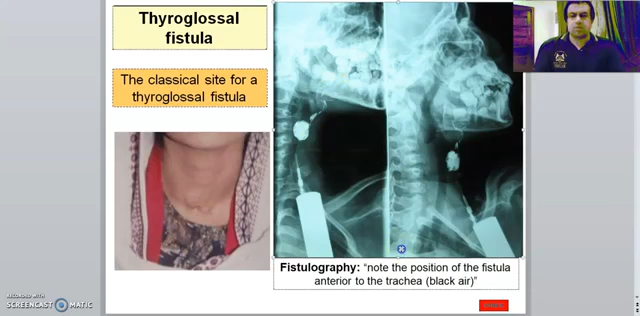 Thyroglossal
fistula
The classical site for a
thyroglossal fistula
Fistulography: "note the position of the fistula
anterior to the trachea (black air)"
RECORDED WITH
SCREENCAST MATIC